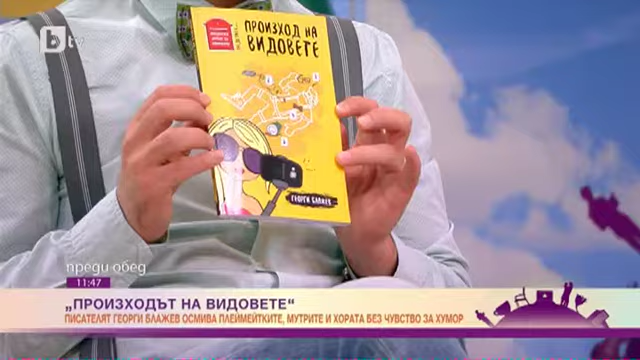 btv
ПРОИЗХОД НА
ВИДОВЕТЕ
ГЕОРГИ БЛАЖЕВ
преди обед
11:47
„ПРОИЗХОДЪТ НА ВИДОВЕТЕ“
ПИСАТЕЛЯТ ГЕОРГИ БЛАЖЕВ ОСМИВА ПЛЕЙМЕЙТКИТЕ, МУТРИТЕ И ХОРАТА БЕЗ ЧУВСТВО ЗА ХУМОР